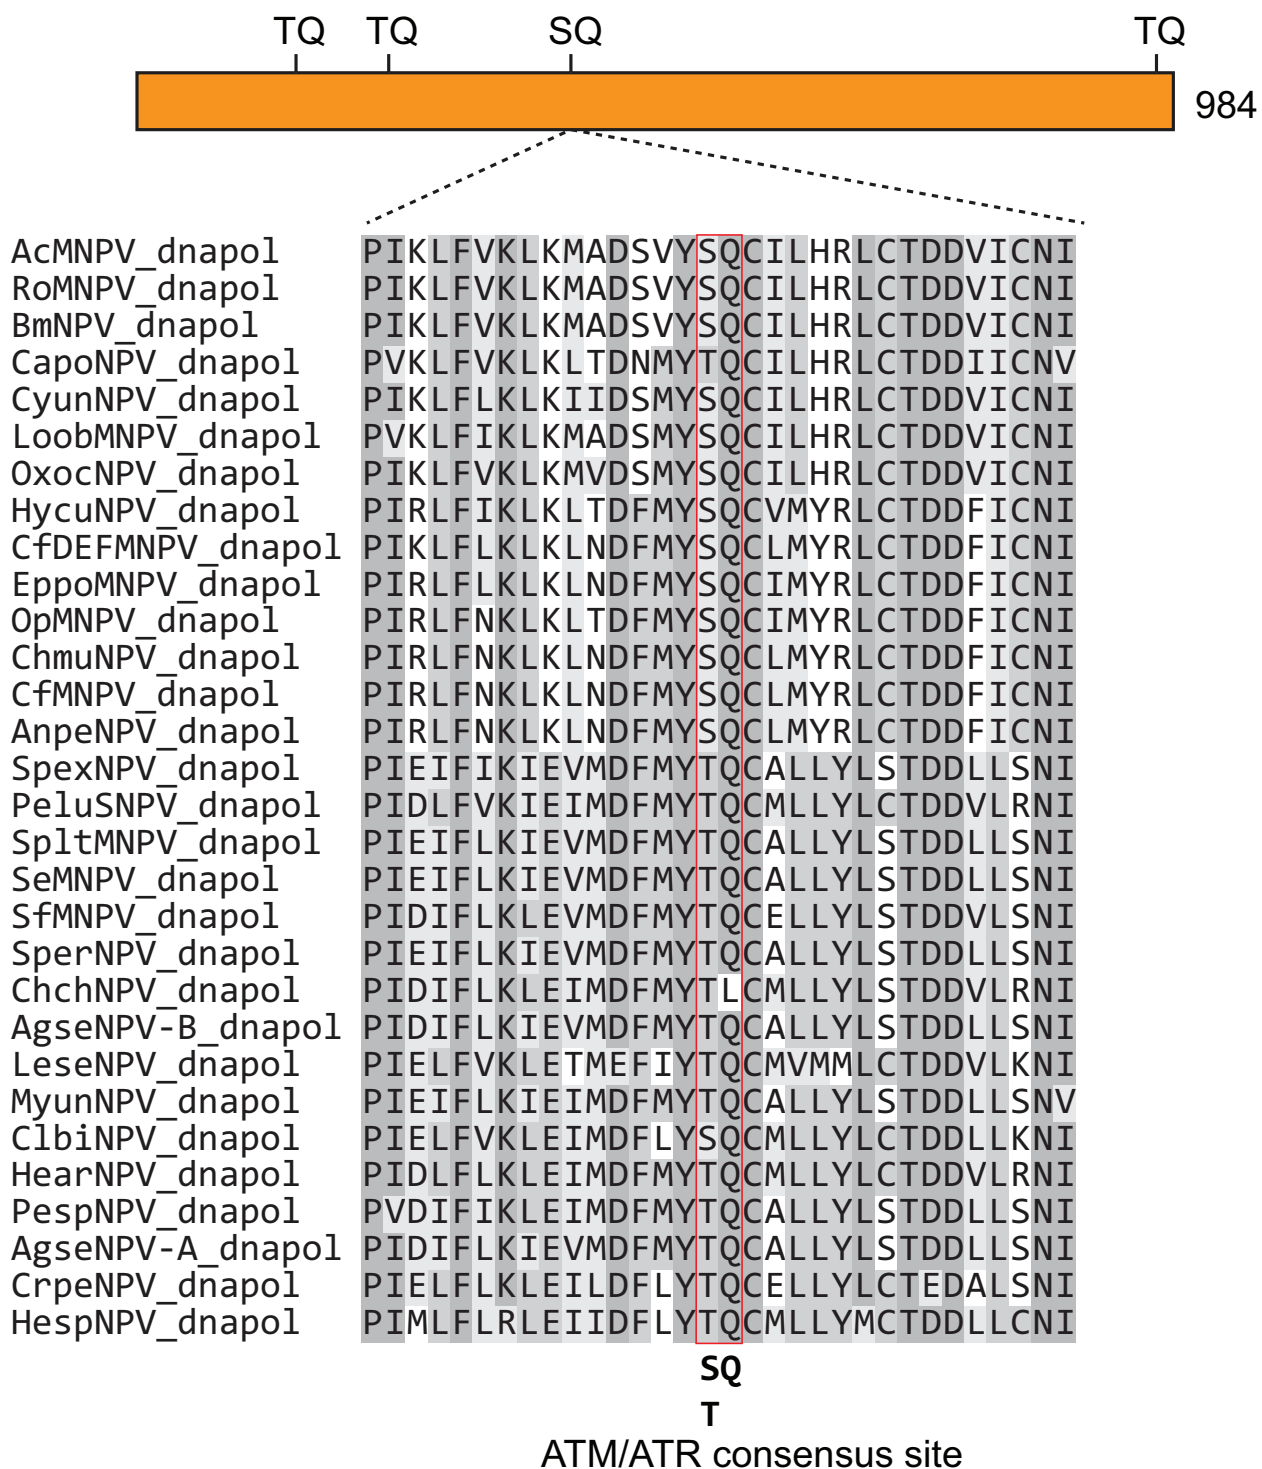 TQ TQ SQ TQ
984
AcMNPV_dnapol PIKLFVKLKMADSVYSQCILHRLCTDDVICNI
RoMNPV_dnapol PIKLFVKLKMADSVYSQCILHRLCTDDVICNI
BmNPV_dnapol PIKLFVKLKMADSVYSQCILHRLCTDDVICNI
CapoNPV_dnapol PVKLFVKLKLTDNMYTQCILHRLCTDDIICNV
CyunNPV_dnapol PIKLFLKLKIIDSMYSQCILHRLCTDDVICNI
LoobMNPV_dnapol PVKLFIKLKMADSMYSQCILHRLCTDDVICNI
OxocNPV_dnapol PIKLFVKLKMVDSMYSQCILHRLCTDDVICNI
HycuNPV_dnapol PIRLFIKLKLTDFMYSQCVMYRLCTDDFICNI
CfDEFMNPV_dnapol PIKLFLKLKLNDFMYSQCLMYRLCTDDFICNI
EppoMNPV_dnapol PIRLFLKLKLNDFMYSQCIMYRLCTDDFICNI
OpMNPV_dnapol PIRLFNKLKLTDFMYSQCIMYRLCTDDFICNI
ChmuNPV_dnapol PIRLFNKLKLNDFMYSQCLMYRLCTDDFICNI
CfMNPV_dnapol PIRLFNKLKLNDFMYSQCLMYRLCTDDFICNI
AnpeNPV_dnapol PIRLFNKLKLNDFMYSQCLMYRLCTDDFICNI
SpexNPV_dnapol PIEIFIKIEVMDFMYTQCALLYLSTDDLLSNI
PeluSNPV_dnapol PIDLFVKIEIMDFMYTQCMLLYLCTDDVLRNI
SpltMNPV_dnapol PIEIFLKIEVMDFMYTQCALLYLSTDDLLSNI
SeMNPV_dnapol PIEIFLKIEVMDFMYTQCALLYLSTDDLLSNI
SfMNPV_dnapol PIDIFLKLEVMDFMYTQCELLYLSTDDVLSNI
SperNPV_dnapol PIEIFLKIEVMDFMYTQCALLYLSTDDLLSNI
ChchNPV_dnapol PIDIFLKLEIMDFMYTLCMLLYLSTDDVLRNI
AgseNPV-B_dnapol PIDIFLKIEVMDFMYTQCALLYLSTDDLLSNI
LeseNPV_dnapol PIELFVKLETMEFIYTQCMVMMLCTDDVLKNI
MyunNPV_dnapol PIEIFLKIEIMDFMYTQCALLYLSTDDLLSNV
ClbiNPV_dnapol PIELFVKLEIMDFLYSQCMLLYLCTDDLLKNI
HearNPV_dnapol PIDLFLKLEIMDFMYTQCMLLYLCTDDVLRNI
PespNPV_dnapol PVDIFIKLEIMDFMYTQCALLYLSTDDLLSNI
AgseNPV-A_dnapol PIDIFLKIEVMDFMYTQCALLYLSTDDLLSNI
CrpeNPV_dnapol PIELFLKLEILDFLYTQCELLYLCTEDALSNI
HespNPV_dnapol PIMLFLRLEIIDFLYTQCMLLYMCTDDLLCNI
SQ
T
ATM/ATR consensus site